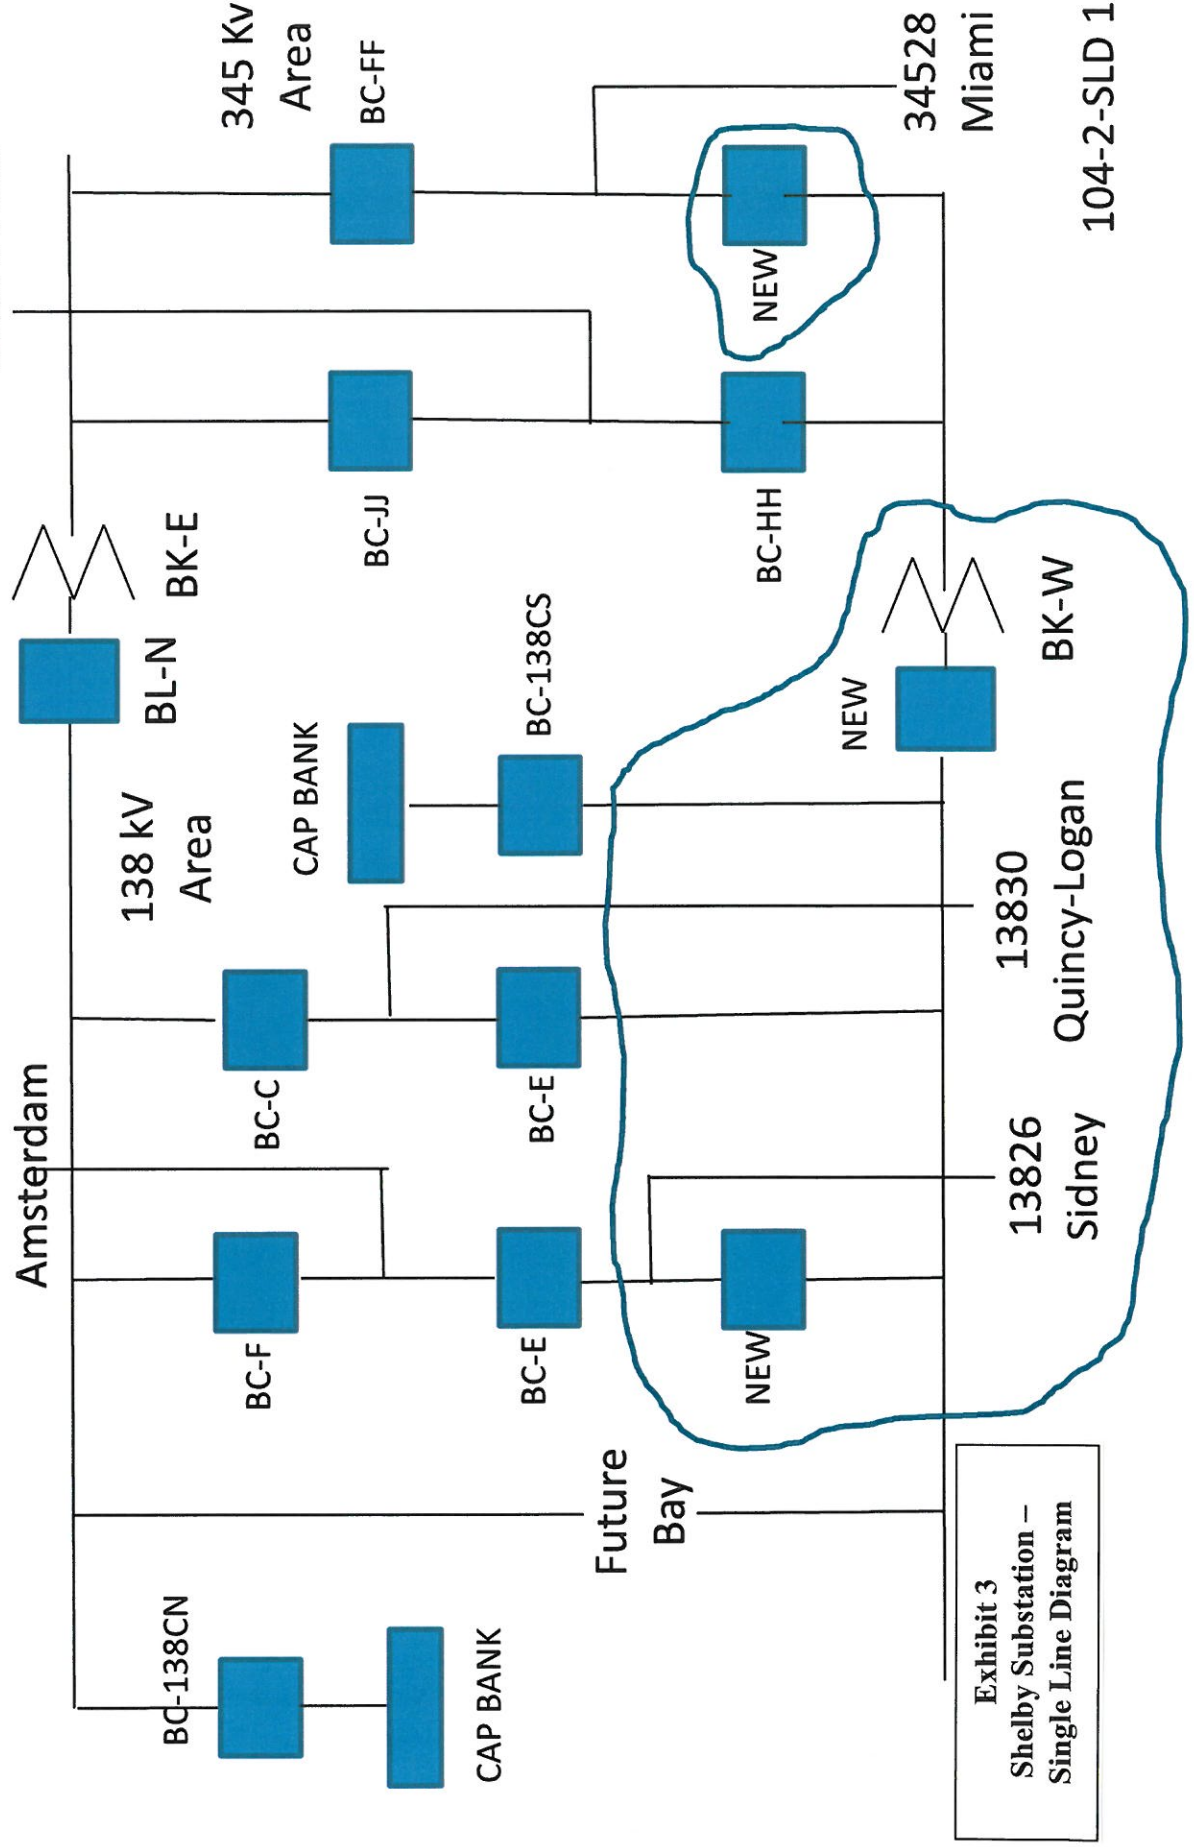 Amsterdam
BL-N
BK-E
345 Kv
Area
138 kV
Area
BC-138CN
CAP BANK
BC-F
BC-C
CAP BANK
BC-JJ
BC-FF
Future
Bay
BC-E
BC-E
BC-138CS
NEW
NEW
BC-HH
NEW
13826
Sidney
13830
Quincy-Logan
BK-W
34528
Miami
Exhibit 3
Shelby Substation –
Single Line Diagram
104-2-SLD 1